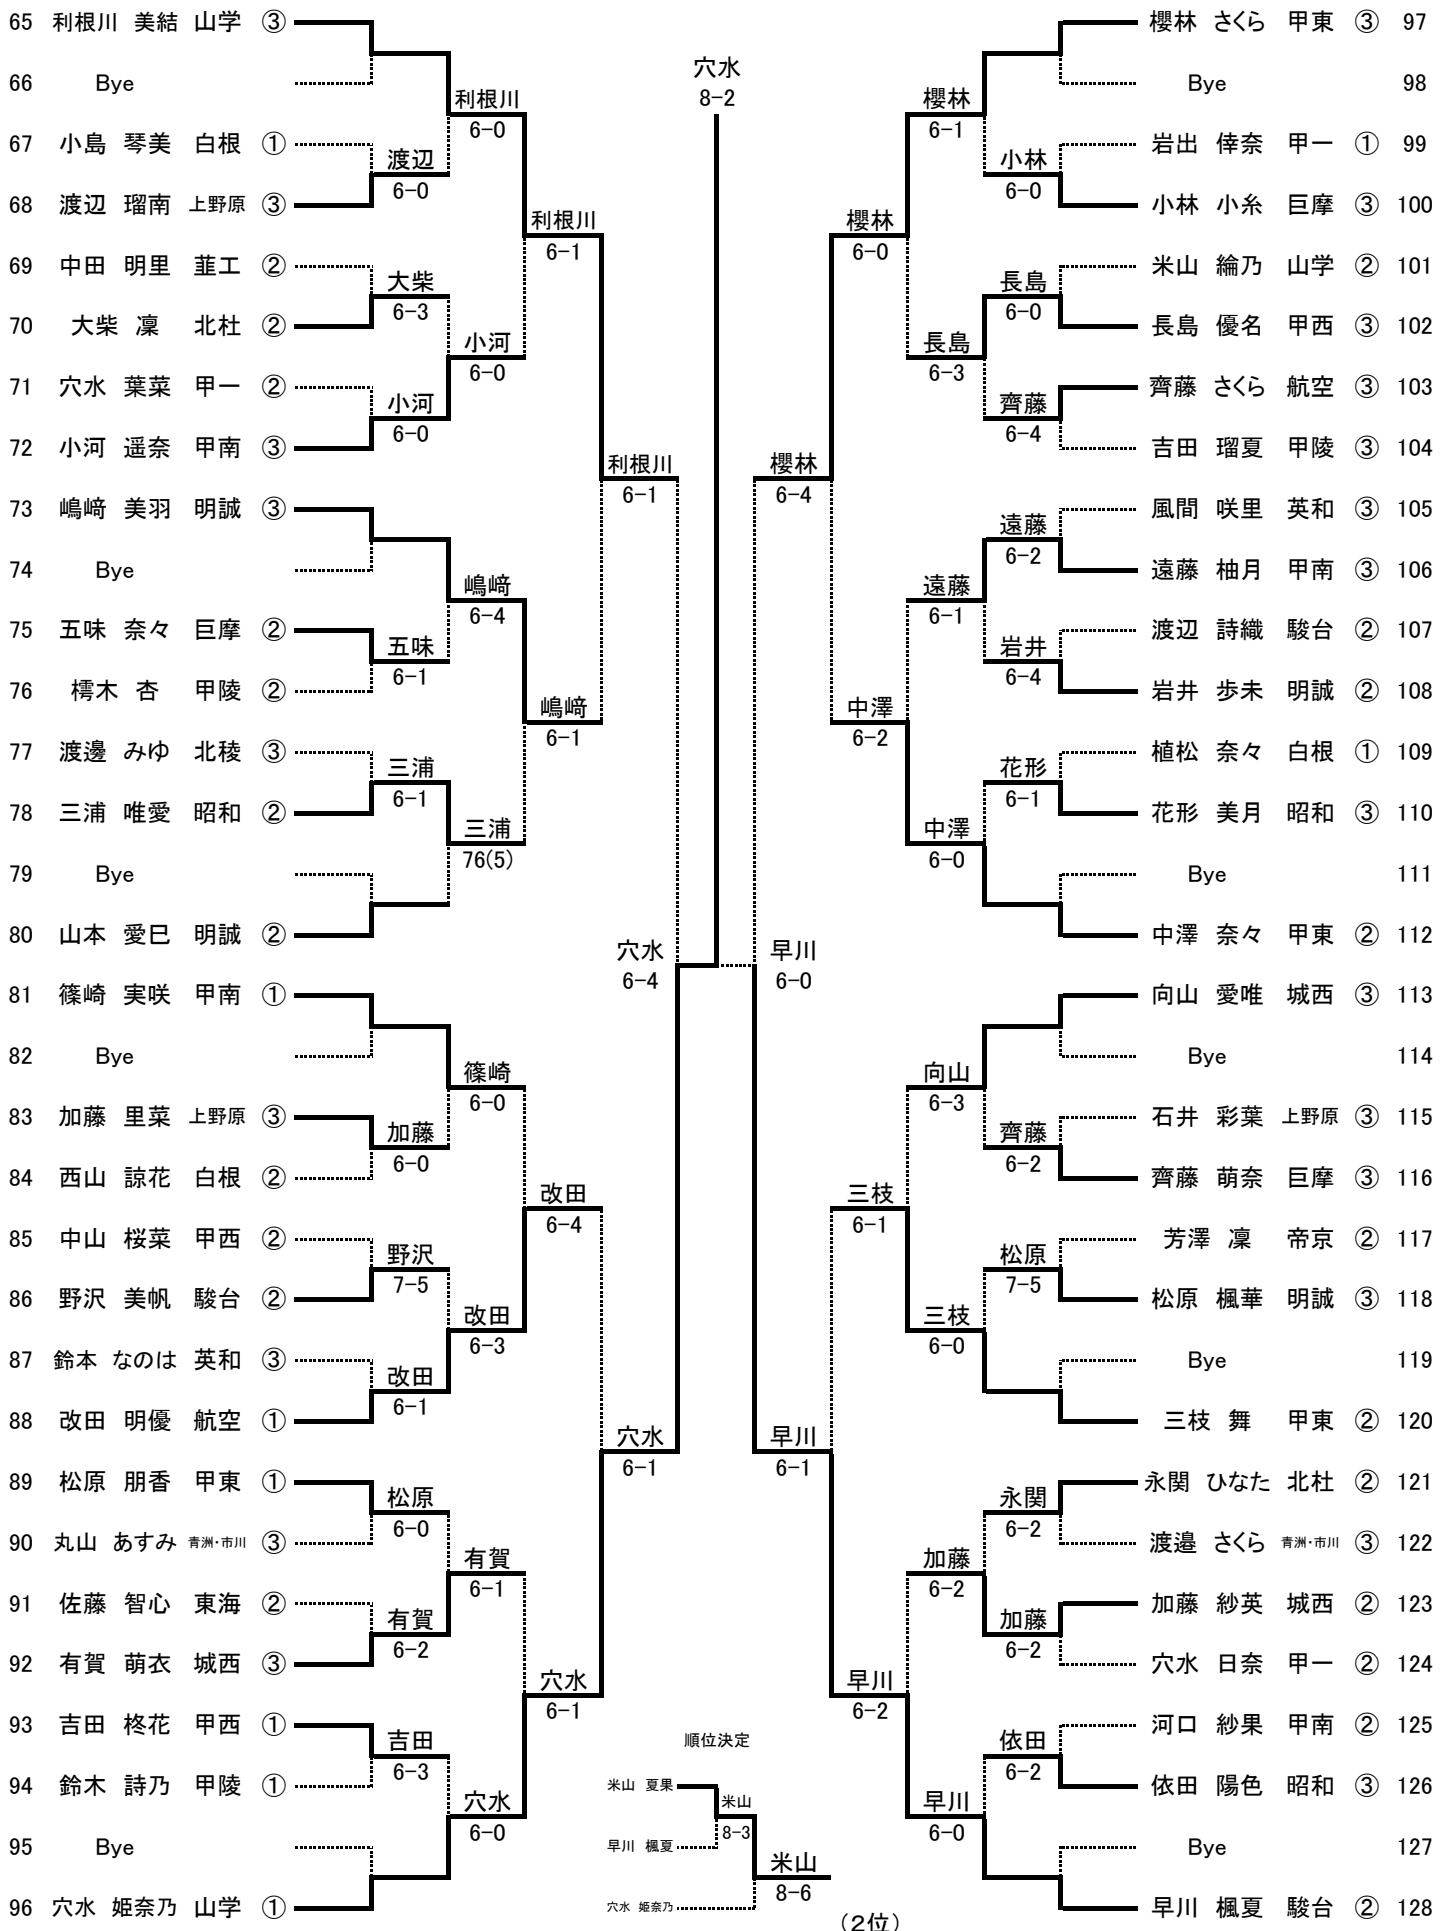 65 利根川 美結 山学 ③
66 Bye
67 小島 琴美 白根 ①
68 渡辺 瑠南 上野原 ③
69 中田 明里 韮工 ②
70 大柴 凜 北杜 ②
71 穴水 葉菜 甲一 ②
72 小河 遥奈 甲南 ③
73 嶋﨑 美羽 明誠 ③
74 Bye
75 五味 奈々 巨摩 ②
76 樗木 杏 甲陵 ②
77 渡邊 みゆ 北稜 ③
78 三浦 唯愛 昭和 ②
79 Bye
80 山本 愛巳 明誠 ②
81 篠崎 実咲 甲南 ①
82 Bye
83 加藤 里菜 上野原 ③
84 西山 諒花 白根 ②
85 中山 桜菜 甲西 ②
86 野沢 美帆 駿台 ②
87 鈴本 なのは 英和 ③
88 改田 明優 航空 ①
89 松原 朋香 甲東 ①
90 丸山 あすみ 青洲・市川 ③
91 佐藤 智心 東海 ②
92 有賀 萌衣 城西 ③
93 吉田 柊花 甲西 ①
94 鈴木 詩乃 甲陵 ①
95 Bye
96 穴水 姫奈乃 山学 ①
渡辺
6-0
大柴
6-3
小河
6-0
五味
6-1
三浦
6-1
加藤
6-0
野沢
7-5
改田
6-1
松原
6-0
有賀
6-2
吉田
6-3
利根川
6-0
小河
6-0
嶋﨑
6-4
三浦
76(5)
篠崎
6-0
改田
6-3
有賀
6-1
穴水
6-0
利根川
6-1
嶋﨑
6-1
改田
6-4
穴水
6-1
利根川
6-1
穴水
6-1
穴水
6-4
穴水
8-2
早川
6-0
櫻林
6-4
早川
6-1
櫻林
6-0
中澤
6-2
三枝
6-1
早川
6-2
櫻林
6-1
長島
6-3
遠藤
6-1
中澤
6-0
向山
6-3
三枝
6-0
加藤
6-2
早川
6-0
小林
6-0
長島
6-0
齊藤
6-4
遠藤
6-2
岩井
6-4
花形
6-1
齊藤
6-2
松原
7-5
永関
6-2
加藤
6-2
依田
6-2
櫻林 さくら 甲東 ③ 97
Bye 98
岩出 倖奈 甲一 ① 99
小林 小糸 巨摩 ③ 100
米山 綸乃 山学 ② 101
長島 優名 甲西 ③ 102
齊藤 さくら 航空 ③ 103
吉田 瑠夏 甲陵 ③ 104
風間 咲里 英和 ③ 105
遠藤 柚月 甲南 ③ 106
渡辺 詩織 駿台 ② 107
岩井 歩未 明誠 ② 108
植松 奈々 白根 ① 109
花形 美月 昭和 ③ 110
Bye 111
中澤 奈々 甲東 ② 112
向山 愛唯 城西 ③ 113
Bye 114
石井 彩葉 上野原 ③ 115
齊藤 萌奈 巨摩 ③ 116
芳澤 凜 帝京 ② 117
松原 楓華 明誠 ③ 118
Bye 119
三枝 舞 甲東 ② 120
永関 ひなた 北杜 ② 121
渡邉 さくら 青洲・市川 ③ 122
加藤 紗英 城西 ② 123
穴水 日奈 甲一 ② 124
河口 紗果 甲南 ② 125
依田 陽色 昭和 ③ 126
Bye 127
早川 楓夏 駿台 ② 128
順位決定
米山 夏果
早川 楓夏
穴水 姫奈乃
米山
8-3
米山
8-6
（2位）